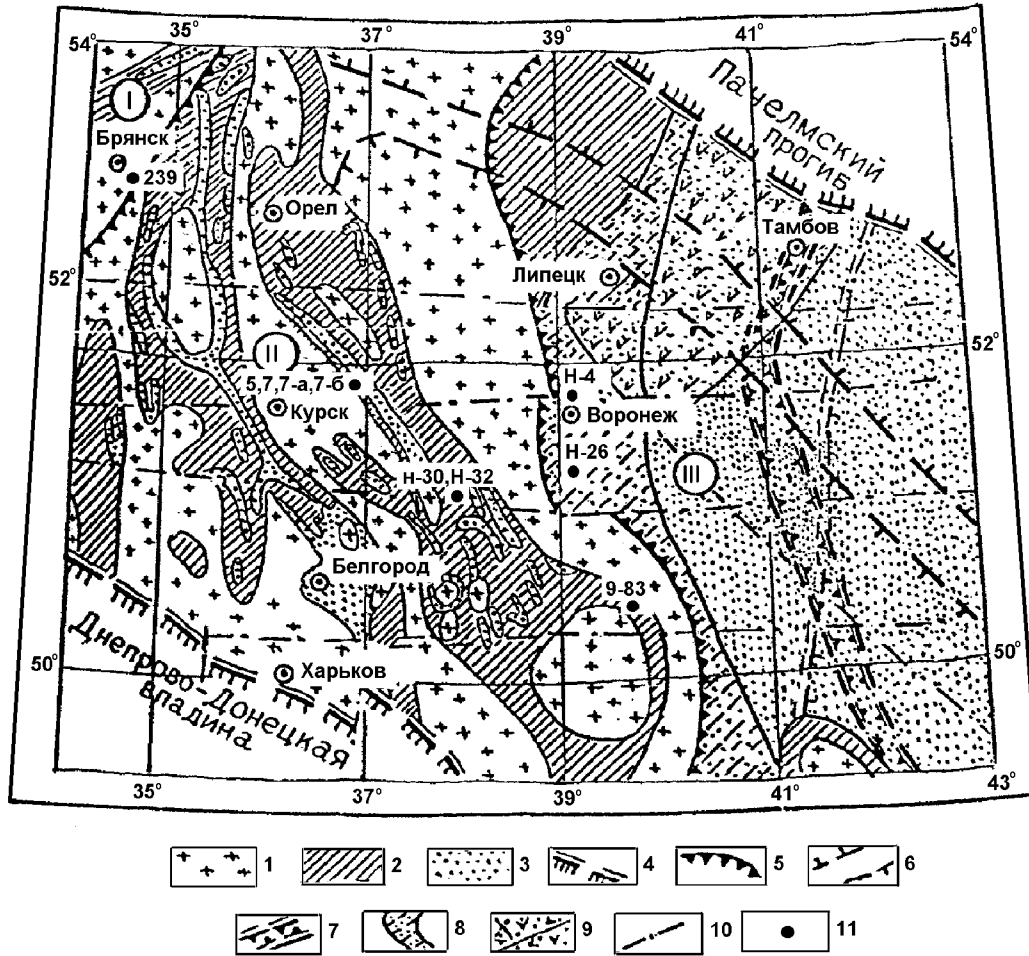 35°
37°
39°
41°
54°
54°
I
Пачелмский
прогиб
Брянск
239
Орел
Тамбов
Липецк
52°
52°
II
5,7,7-а,7-б
Н-4
Курск
Воронеж
Н-26
III
н-30,Н-32
Белгород
9-83
50°
50°
Харьков
Днепрово-Донецкая
впадина
35°
37°
39°
41°
43°
1
2
3
4
5
6
7
8
9
10
11